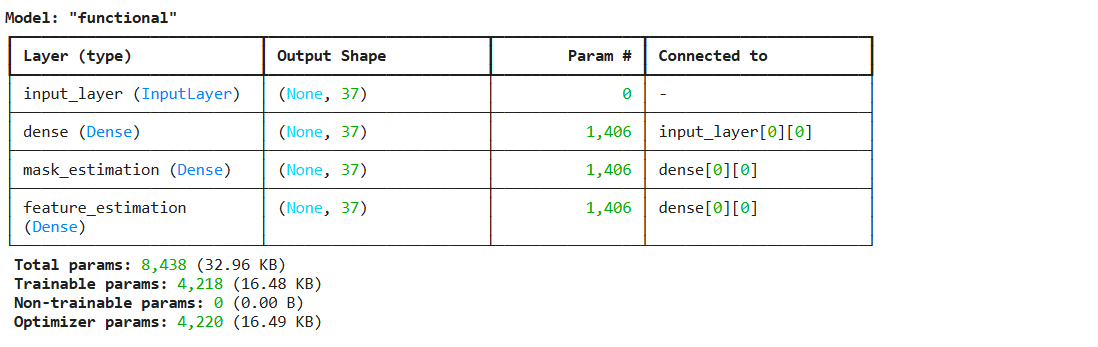 Model: "functional"
Layer (type) Output Shape Param # Connected to
input_layer (InputLayer) (None, 37) 0 -
dense (Dense) (None, 37) 1,406 input_layer[0][0]
mask_estimation (Dense) (None, 37) 1,406 dense[0][0]
feature_estimation (None, 37) 1,406 dense[0][0]
(Dense)
Total params: 8,438 (32.96 KB)
Trainable params: 4,218 (16.48 KB)
Non-trainable params: 0 (0.00 B)
Optimizer params: 4,220 (16.49 KB)